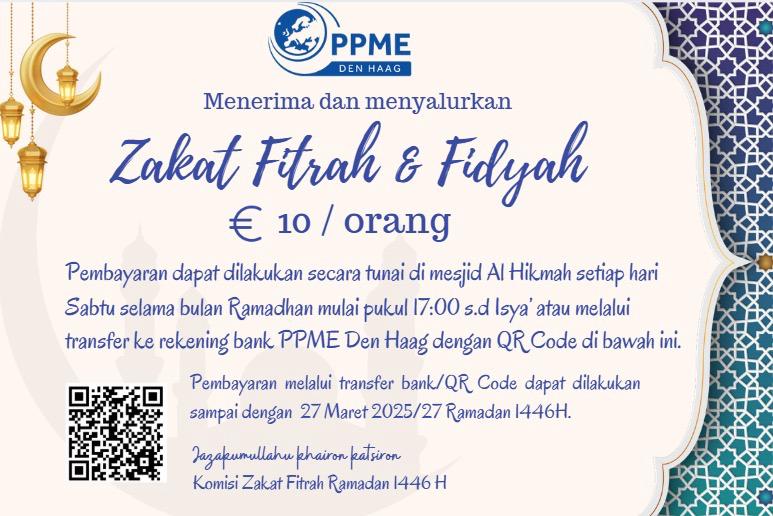 PPME
DEN HAAG
Menerima dan menyalurkan
Zakat Fitrah & Fidyah
€ 10 / orang
Pembayaran dapat dilakukan secara tunai di mesjid Al Hikmah setiap hari
Sabtu selama bulan Ramadhan mulai pukul 17:00 s.d Isya' atau melalui
transfer ke rekening bank PPME Den Haag dengan QR Code di bawah ini.
Pembayaran melalui transfer bank/QR Code dapat dilakukan
sampai dengan 27 Maret 2025/27 Ramadan 1446H.
Jazakumullahu khairon katsiron
Komisi Zakat Fitrah Ramadan 1446 H